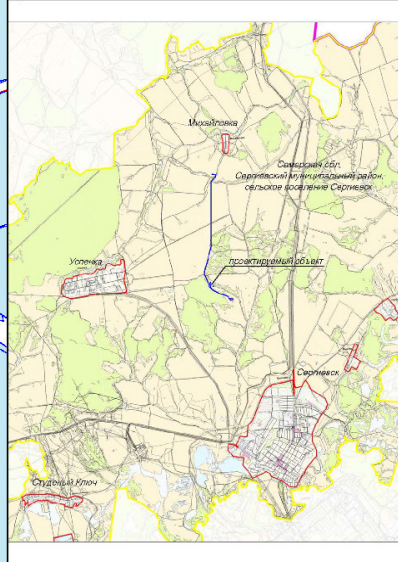 Михайловка
Самарская обл,
Сергиевский муниципальный район,
сельское поселение Сергиевск
Успенка
проектируемый объект
Сергиевск
Студеный Ключ